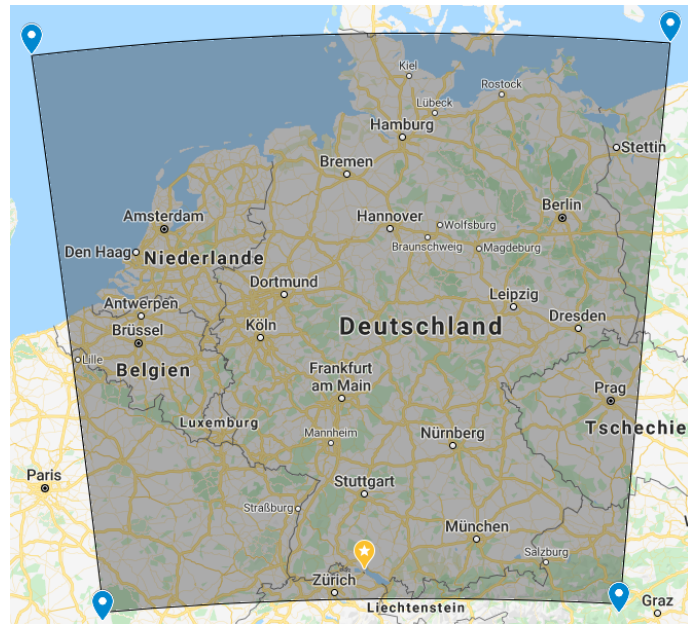 Kiel
Rostock
Lübeck
Hamburg
Stettin
Bremen
Berlin
Amsterdam
Hannover
Wolfsburg
Braunschweig
Magdeburg
Den Haag
Niederlande
Dortmund
Leipzig
Antwerpen
Dresden
Brüssel
Köln
Deutschland
Lille
Belgien
Frankfurt
am Main
Prag
Luxemburg
Tschechie
Mannheim
Nürnberg
Paris
Stuttgart
Straßburg
München
Salzburg
Zürich
Liechtenstein
Graz